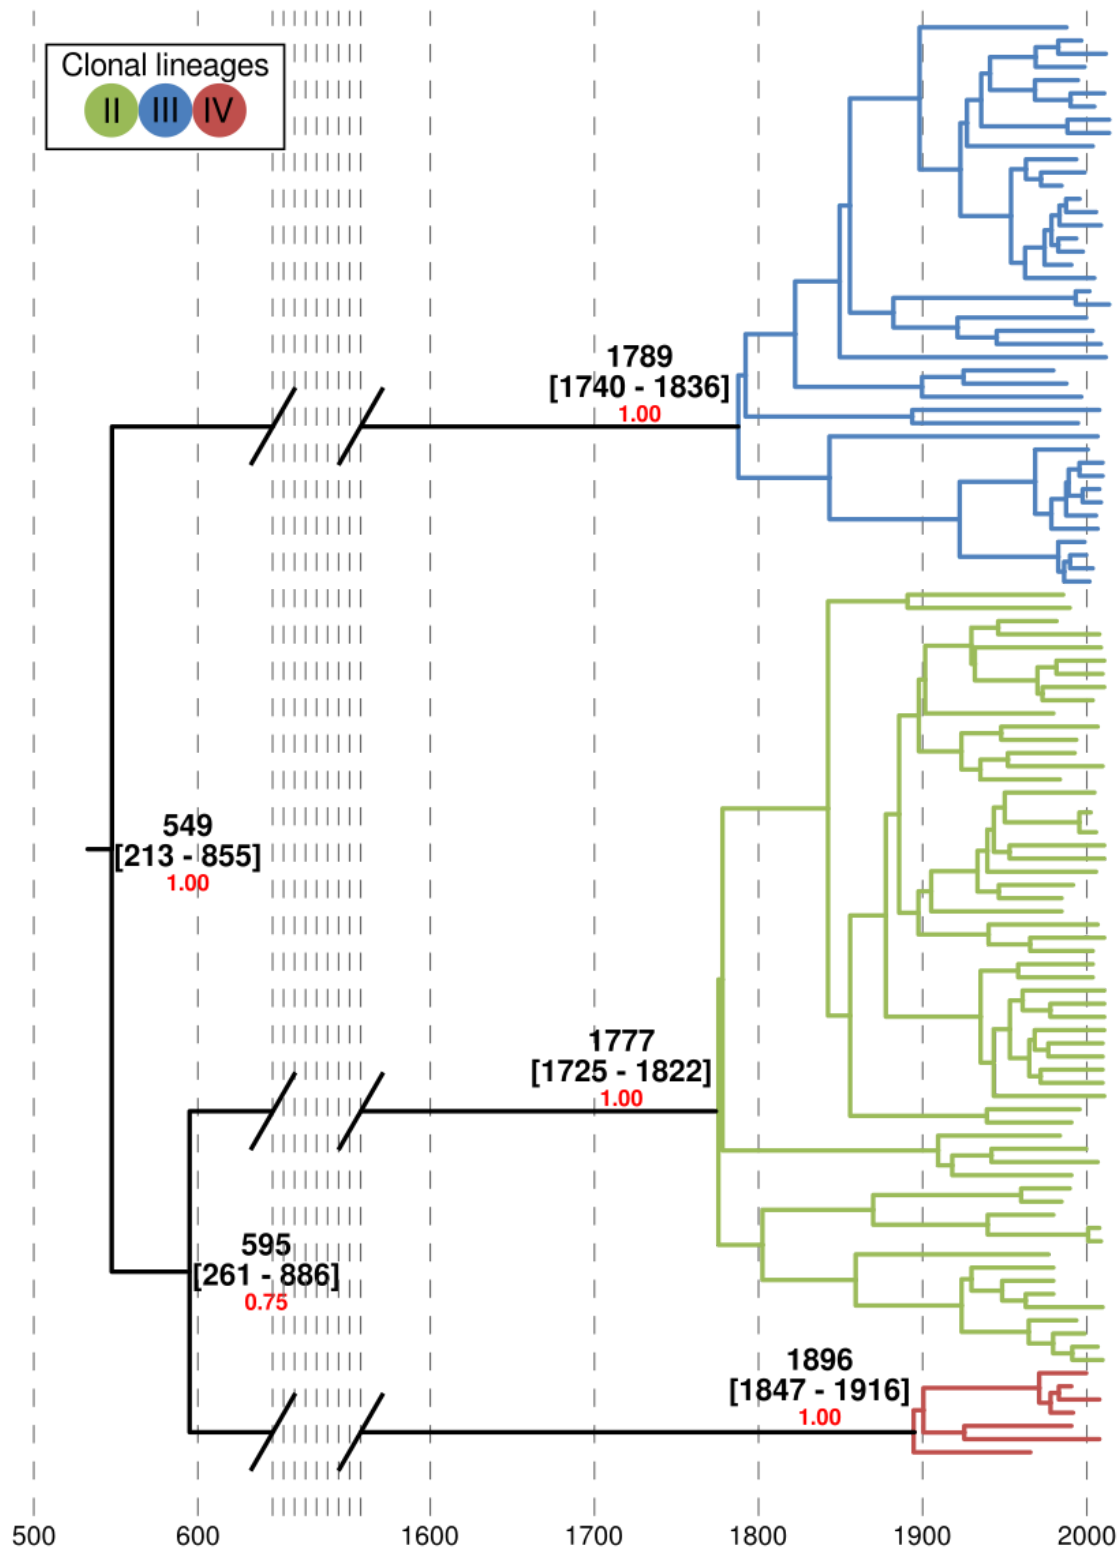 Clonal lineages
II III IV
1789
[1740 - 1836]
1.00
549
[213 - 855]
1.00
1777
[1725 - 1822]
1.00
595
[261 - 886]
0.75
1896
[1847 - 1916]
1.00
500 600 1600 1700 1800 1900 2000